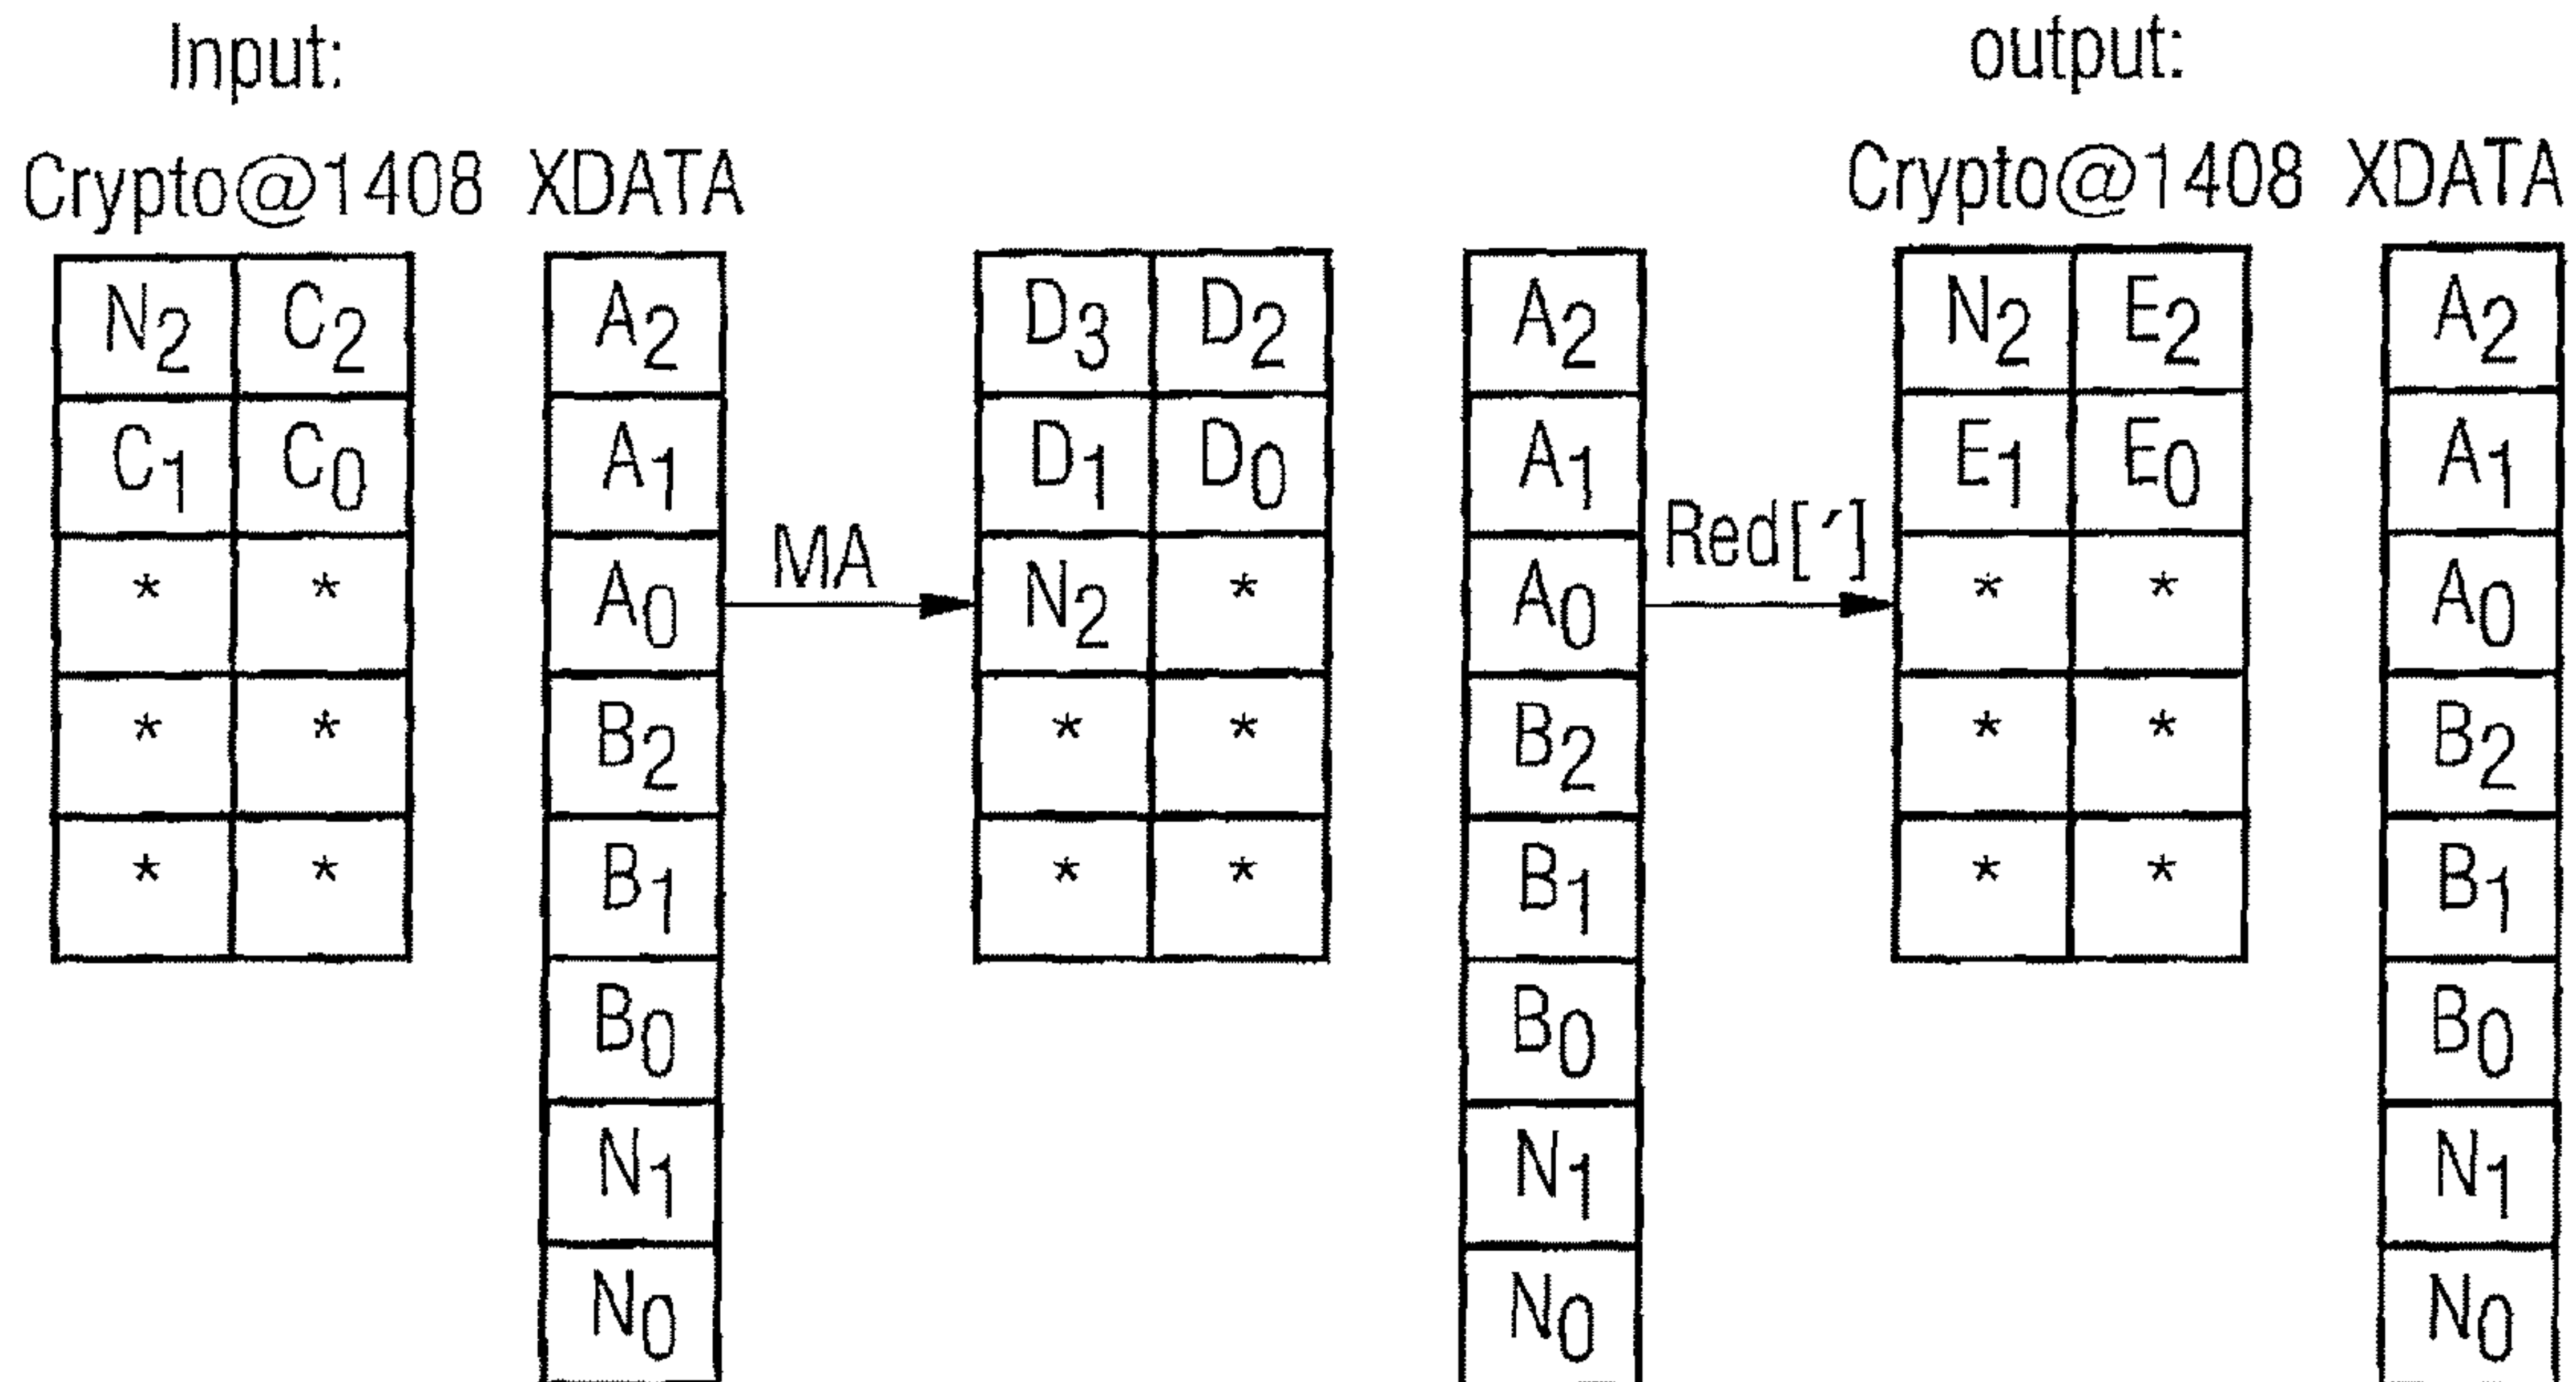 Input: output:
Crypto@1408 XDATA Crypto@1408 XDATA
N2 C2 A2 D3 D2 A2 N2 E2 A2
C1 C0 A1 D1 D0 A1 E1 E0 A1
* * A0 MA N2 * A0 Red[′] * * A0
* * B2 * * B2 * * B2
* * B1 * * B1 * * B1
B0 B0 B0
N1 N1 N1
N0 N0 N0